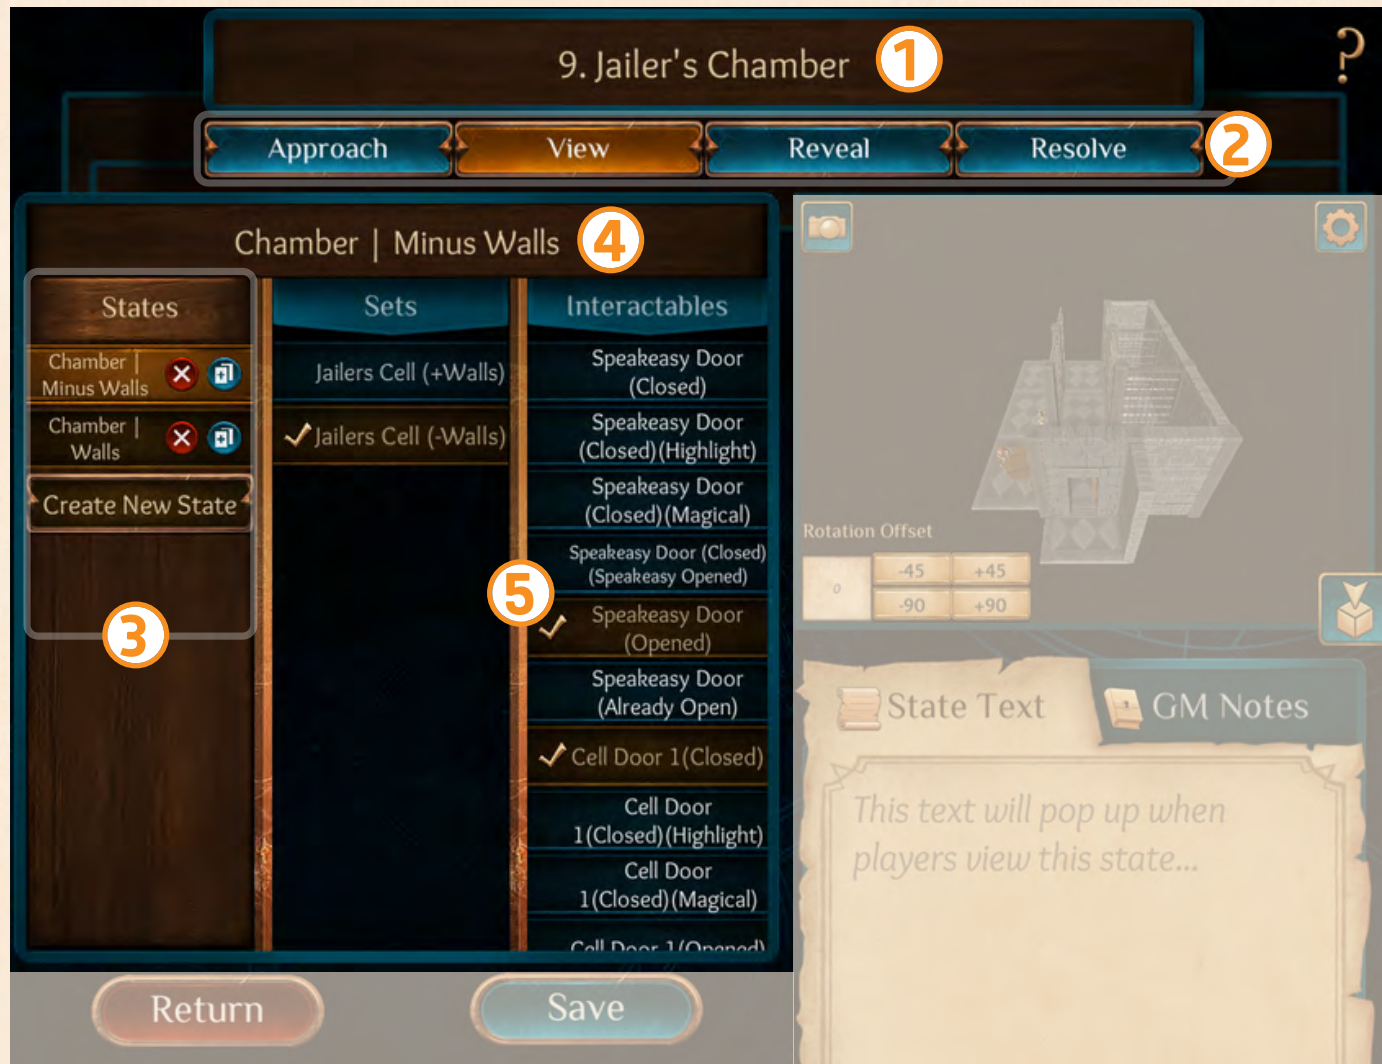 9. Jailer's Chamber
1
?
Approach
View
Reveal
Resolve
2
Chamber | Minus Walls
4
States
Chamber |
Minus Walls
Chamber |
Walls
Create New State
3
Sets
Jailers Cell (+Walls)
Jailers Cell (-Walls)
Interactables
Speakeasy Door
(Closed)
Speakeasy Door
(Closed)(Highlight)
Speakeasy Door
(Closed)(Magical)
Speakeasy Door (Closed)
(Speakeasy Opened)
5
Speakeasy Door
(Opened)
Speakeasy Door
(Already Open)
Cell Door 1(Closed)
Cell Door
1(Closed)(Highlight)
Cell Door
1(Closed)(Magical)
Cell Door 1(Opened)
Rotation Offset
0
-45
+45
-90
+90
State Text
GM Notes
This text will pop up when
players view this state...
Return
Save